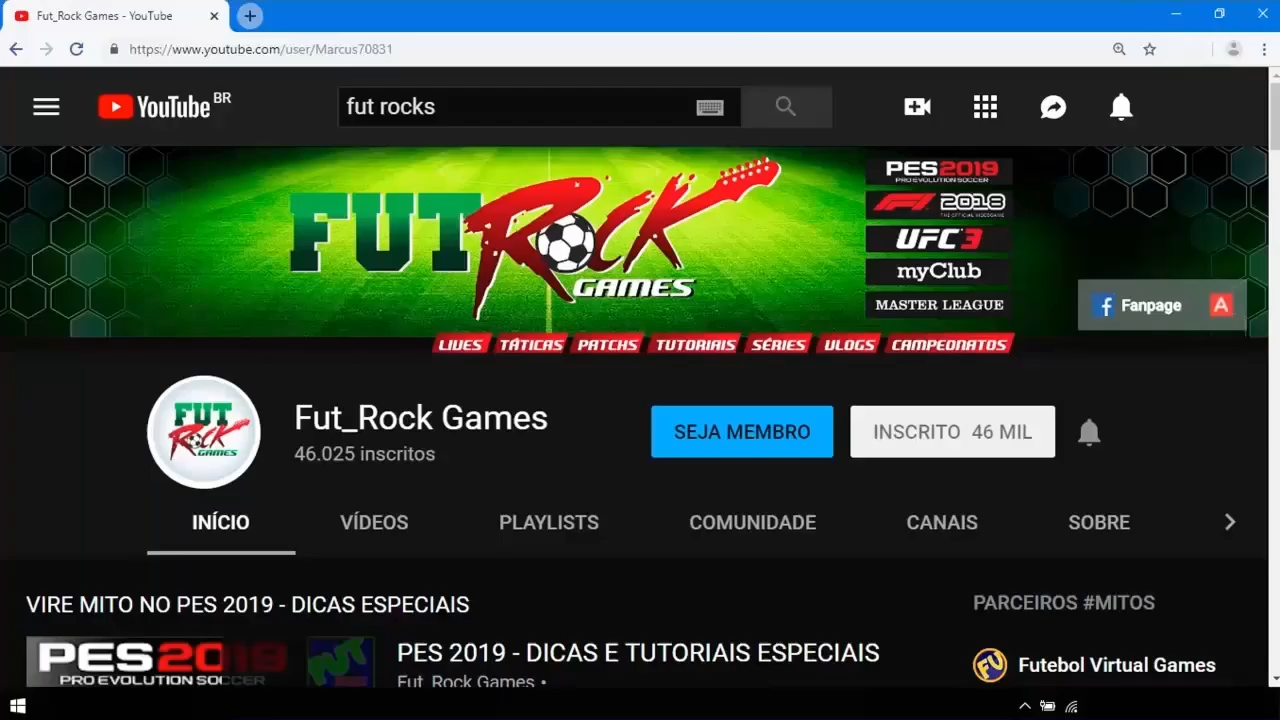 Fut_Rock Games - YouTube
https://www.youtube.com/user/Marcus70831
YouTube BR
fut rocks
FUT ROCK GAMES
PES2019
PRO EVOLUTION SOCCER
F1 2018
THE OFFICIAL VIDEOGAME
UFC 3
myClub
MASTER LEAGUE
Fanpage
LIVES TÁTICAS PATCHS TUTORIAIS SÉRIES VLOGS CAMPEONATOS
FUT ROCK GAMES
Fut_Rock Games
46.025 inscritos
SEJA MEMBRO
INSCRITO 46 MIL
INÍCIO VÍDEOS PLAYLISTS COMUNIDADE CANAIS SOBRE
VIRE MITO NO PES 2019 - DICAS ESPECIAIS
PARCEIROS #MITOS
PES2019
PRO EVOLUTION SOCCER
FUT
PES 2019 - DICAS E TUTORIAIS ESPECIAIS
Fut_Rock Games •
FV
Futebol Virtual Games